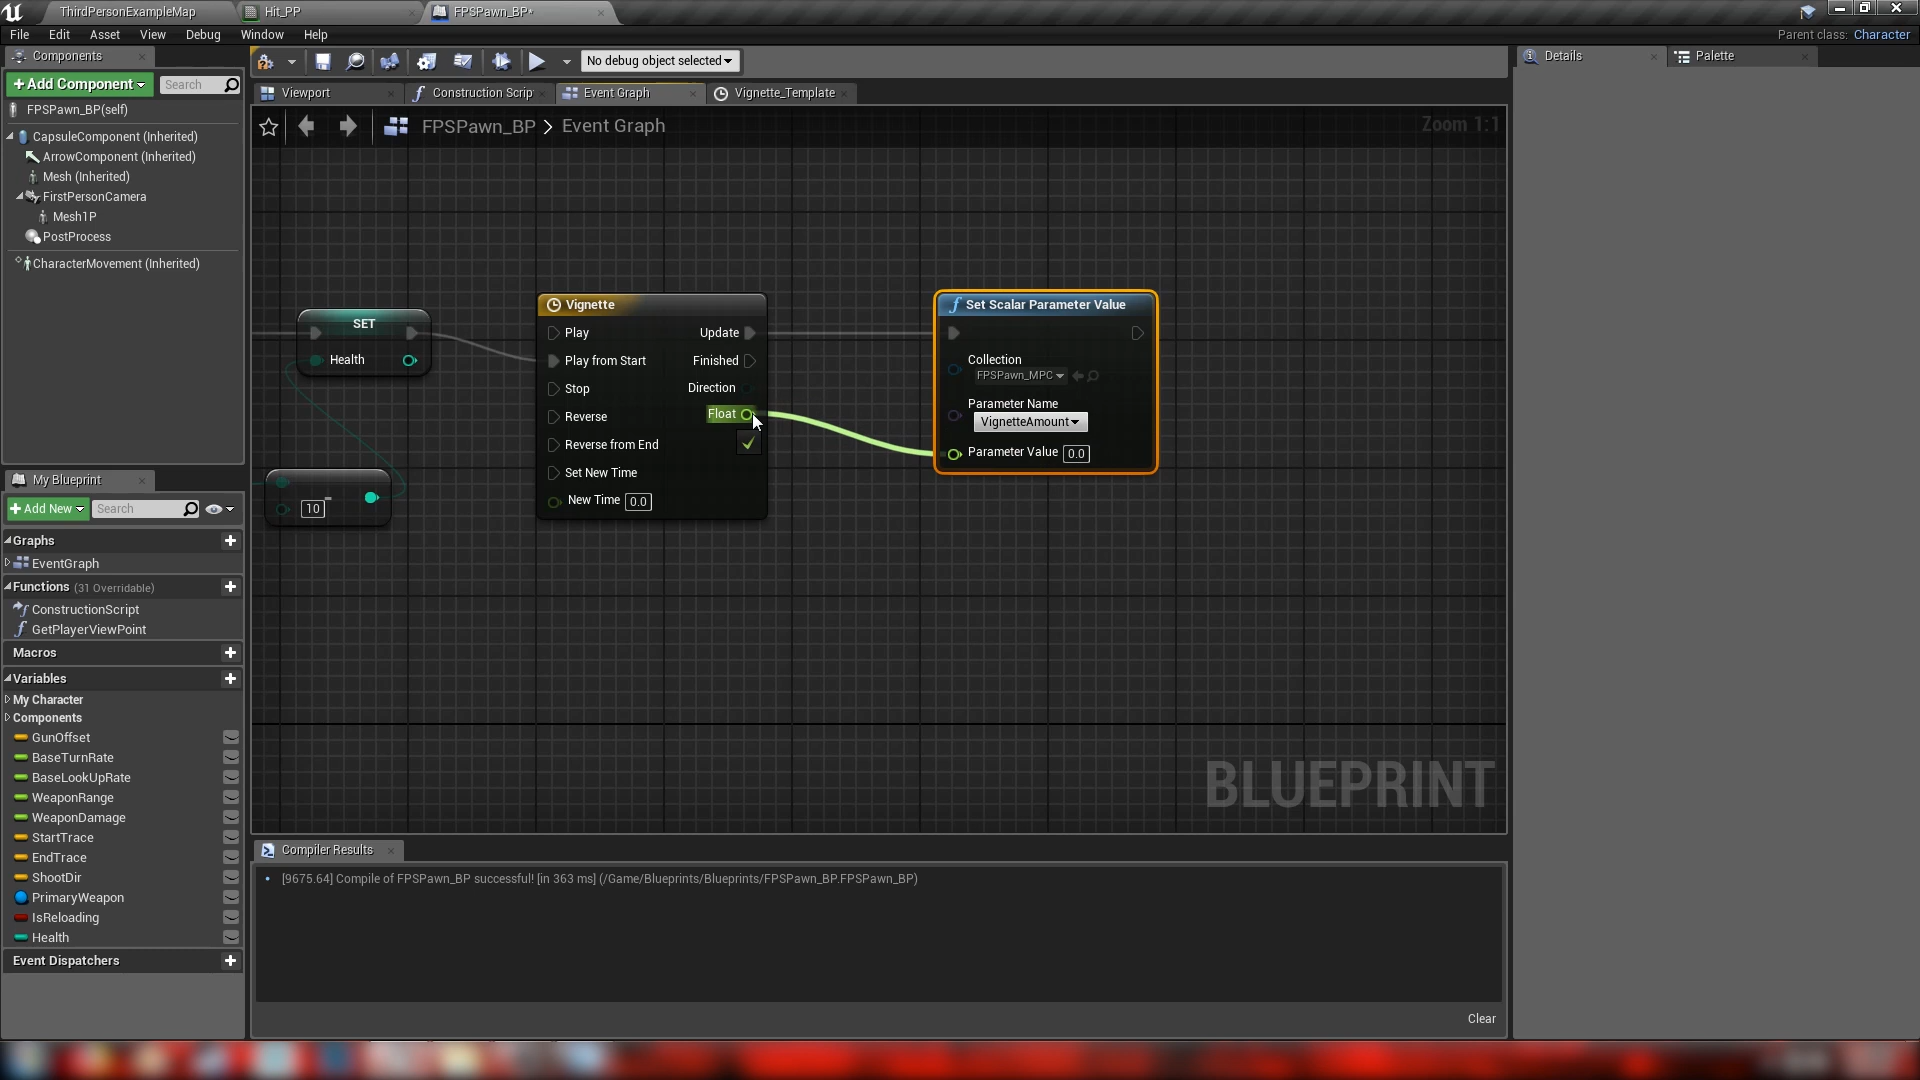 ThirdPersonExampleMap
Hit_PP
FPSPawn_BP*
File
Edit
Asset
View
Debug
Window
Help
Parent class: Character
Components
+Add Component
Search
FPSPawn_BP(self)
CapsuleComponent (Inherited)
ArrowComponent (Inherited)
Mesh (Inherited)
FirstPersonCamera
Mesh1P
PostProcess
CharacterMovement (Inherited)
No debug object selected
Viewport
Construction Scrip
Event Graph
Vignette_Template
FPSPawn_BP > Event Graph
Zoom 1:1
SET
Health
10
Vignette
Play
Update
Play from Start
Finished
Stop
Direction
Reverse
Float
Reverse from End
Set New Time
New Time 0.0
Set Scalar Parameter Value
Collection
FPSPawn_MPC
Parameter Name
VignetteAmount
Parameter Value 0.0
BLUEPRINT
My Blueprint
+Add New
Search
Graphs
EventGraph
Functions (31 Overridable)
ConstructionScript
GetPlayerViewPoint
Macros
Variables
My Character
Components
GunOffset
BaseTurnRate
BaseLookUpRate
WeaponRange
WeaponDamage
StartTrace
EndTrace
ShootDir
PrimaryWeapon
IsReloading
Health
Event Dispatchers
Compiler Results
[9675.64] Compile of FPSPawn_BP successful! [in 363 ms] (/Game/Blueprints/Blueprints/FPSPawn_BP.FPSPawn_BP)
Clear
Details
Palette